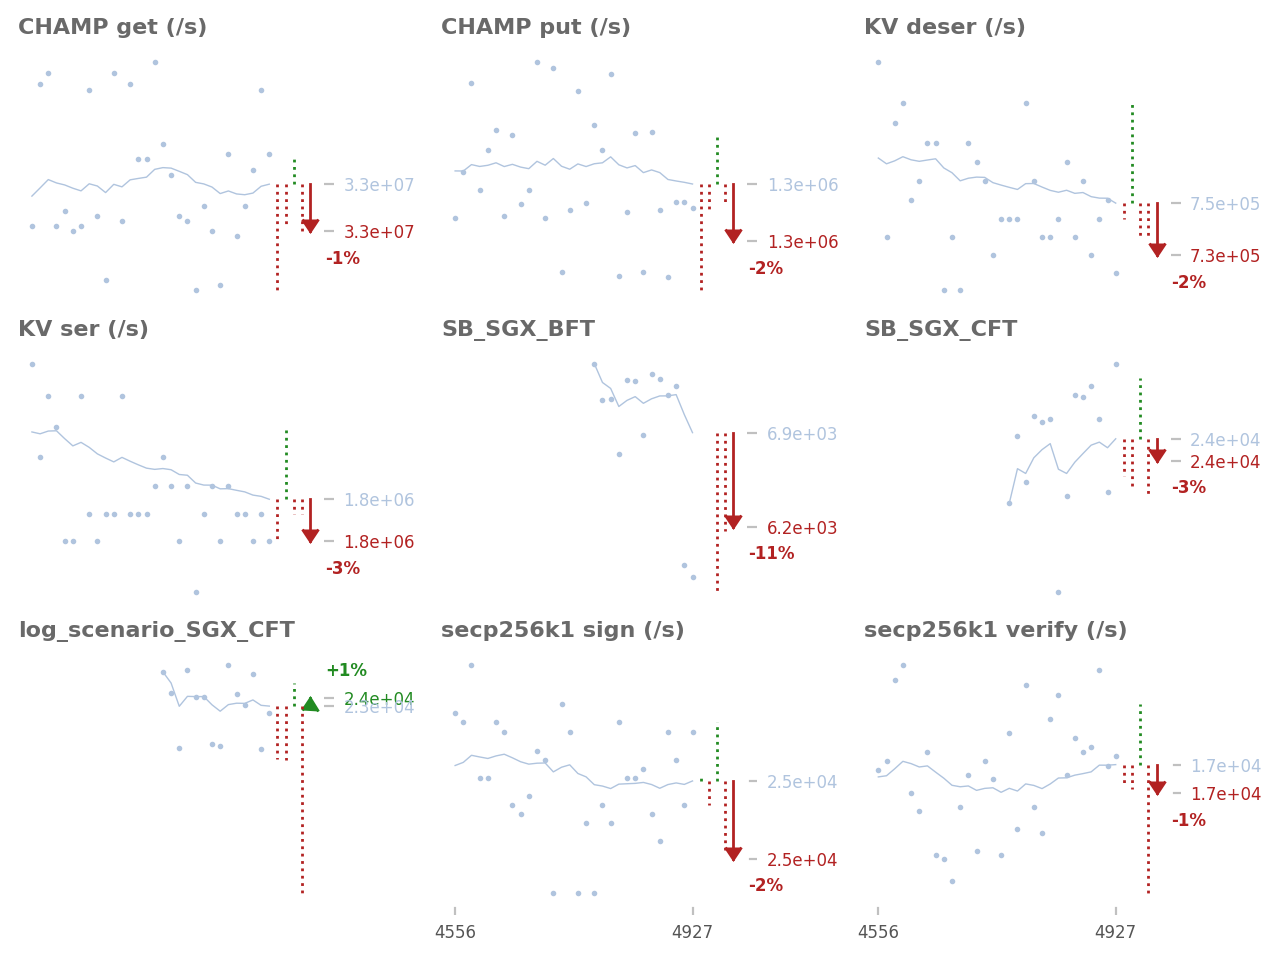 CHAMP get (/s)
3.3e+07
3.3e+07
-1%
CHAMP put (/s)
1.3e+06
1.3e+06
-2%
KV deser (/s)
7.5e+05
7.3e+05
-2%
KV ser (/s)
1.8e+06
1.8e+06
-3%
SB_SGX_BFT
6.9e+03
6.2e+03
-11%
SB_SGX_CFT
2.4e+04
2.4e+04
-3%
log_scenario_SGX_CFT
+1%
2.4e+04
2.3e+04
secp256k1 sign (/s)
2.5e+04
2.5e+04
-2%
4556
4927
secp256k1 verify (/s)
1.7e+04
1.7e+04
-1%
4556
4927